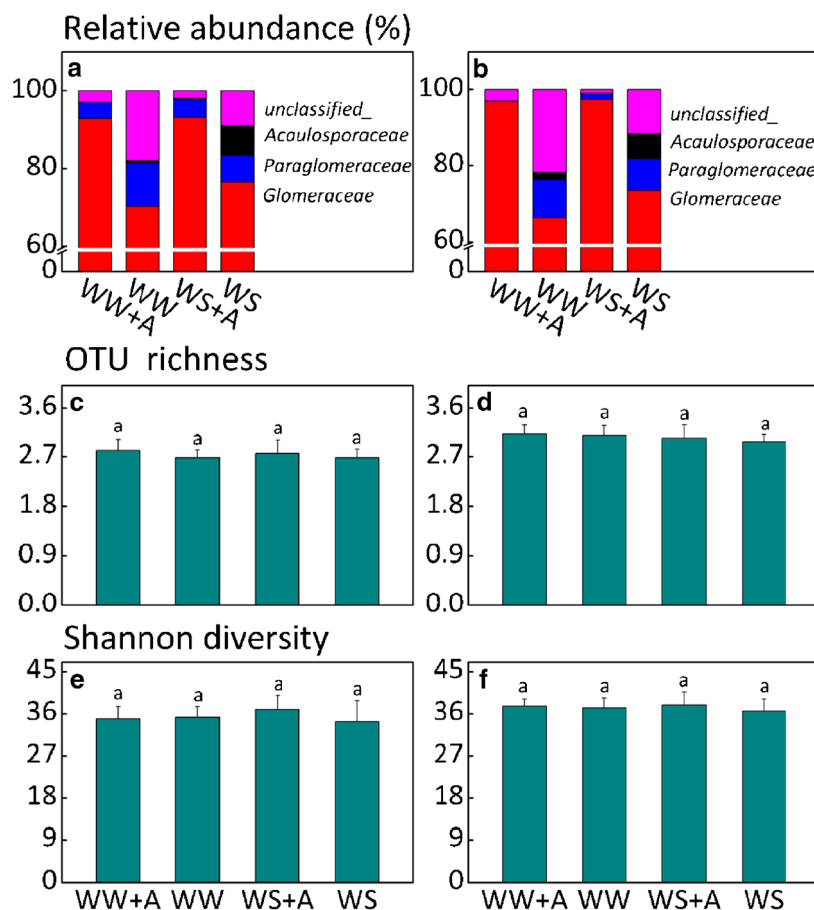 Relative abundance (%)
a
100
80
60
0
unclassified_
Acaulosporaceae
Paraglomeraceae
Glomeraceae
WW+A
WW
WS+A
WS
b
100
80
60
0
unclassified_
Acaulosporaceae
Paraglomeraceae
Glomeraceae
WW+A
WW
WS+A
WS
OTU richness
c
3.6
2.7
1.8
0.9
0.0
a a a a
d
3.6
2.7
1.8
0.9
0.0
a a a a
Shannon diversity
e
45
36
27
18
9
0
a a a a
WW+A WW WS+A WS
f
45
36
27
18
9
0
a a a a
WW+A WW WS+A WS